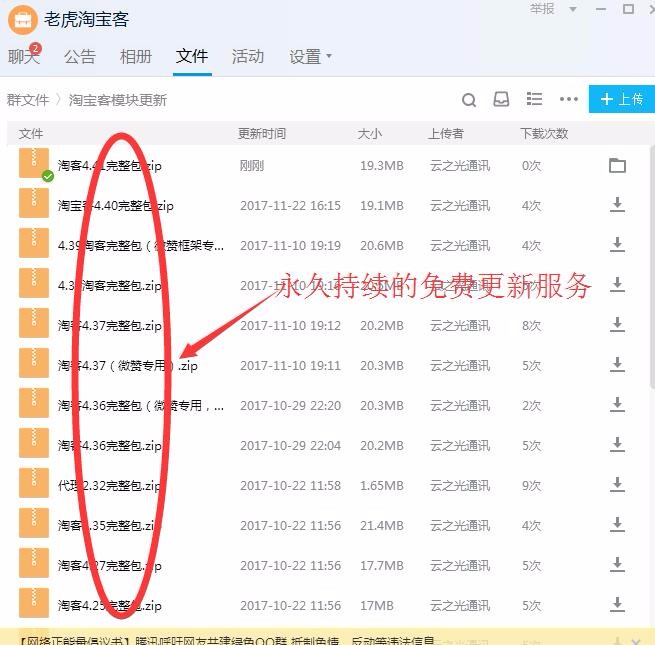 老虎淘宝客
举报
聊天 2 公告 相册 文件 活动 设置
群文件 > 淘宝客模块更新
上传
文件 更新时间 大小 上传者 下载次数
淘客4.41完整包.zip 刚刚 19.3MB 云之光通讯 0次
淘宝客4.40完整包.zip 2017-11-22 16:15 19.1MB 云之光通讯 4次
4.39淘客完整包（微赞框架专... 2017-11-10 19:19 20.6MB 云之光通讯 4次
淘客完整包.zip 2017-11-10 云之光通讯
永久持续的免费更新服务
淘客4.37完整包.zip 2017-11-10 19:12 20.2MB 云之光通讯 8次
淘客4.37（微赞专用）.zip 2017-11-10 19:11 20.3MB 云之光通讯 5次
淘客4.36完整包（微赞专用，... 2017-10-29 22:20 20.3MB 云之光通讯 2次
淘客4.36完整包.zip 2017-10-29 22:04 20.2MB 云之光通讯 5次
代理2.32完整包.zip 2017-10-22 11:58 1.65MB 云之光通讯 9次
淘客4.35完整包.zip 2017-10-22 11:56 21.4MB 云之光通讯 4次
淘客4.27完整包.zip 2017-10-22 11:56 17.7MB 云之光通讯 5次
淘客4.25完整包.zip 2017-10-22 11:56 17MB 云之光通讯 5次
【网络正能量倡议书】腾讯呼吁网友共建绿色QQ群,抵制色情、反动等违法信息